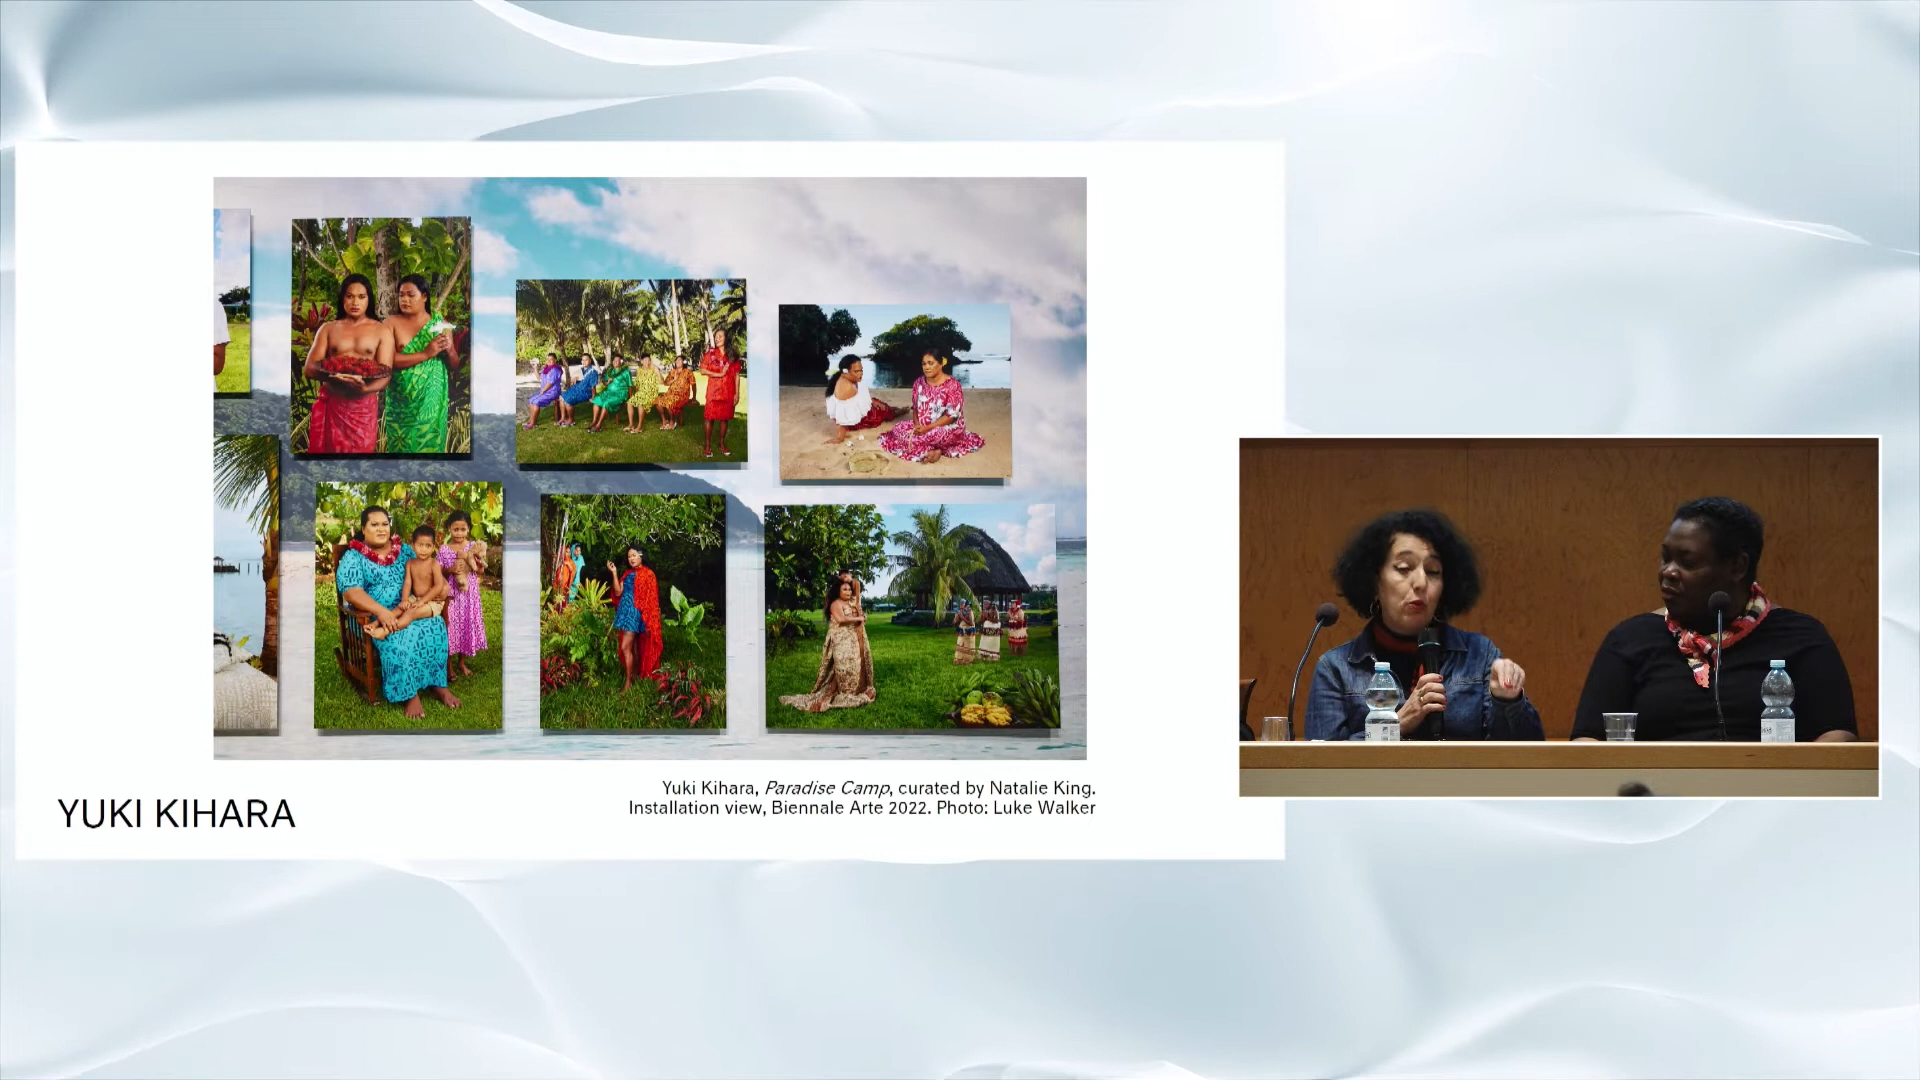 YUKI KIHARA
Yuki Kihara, Paradise Camp, curated by Natalie King.
Installation view, Biennale Arte 2022. Photo: Luke Walker